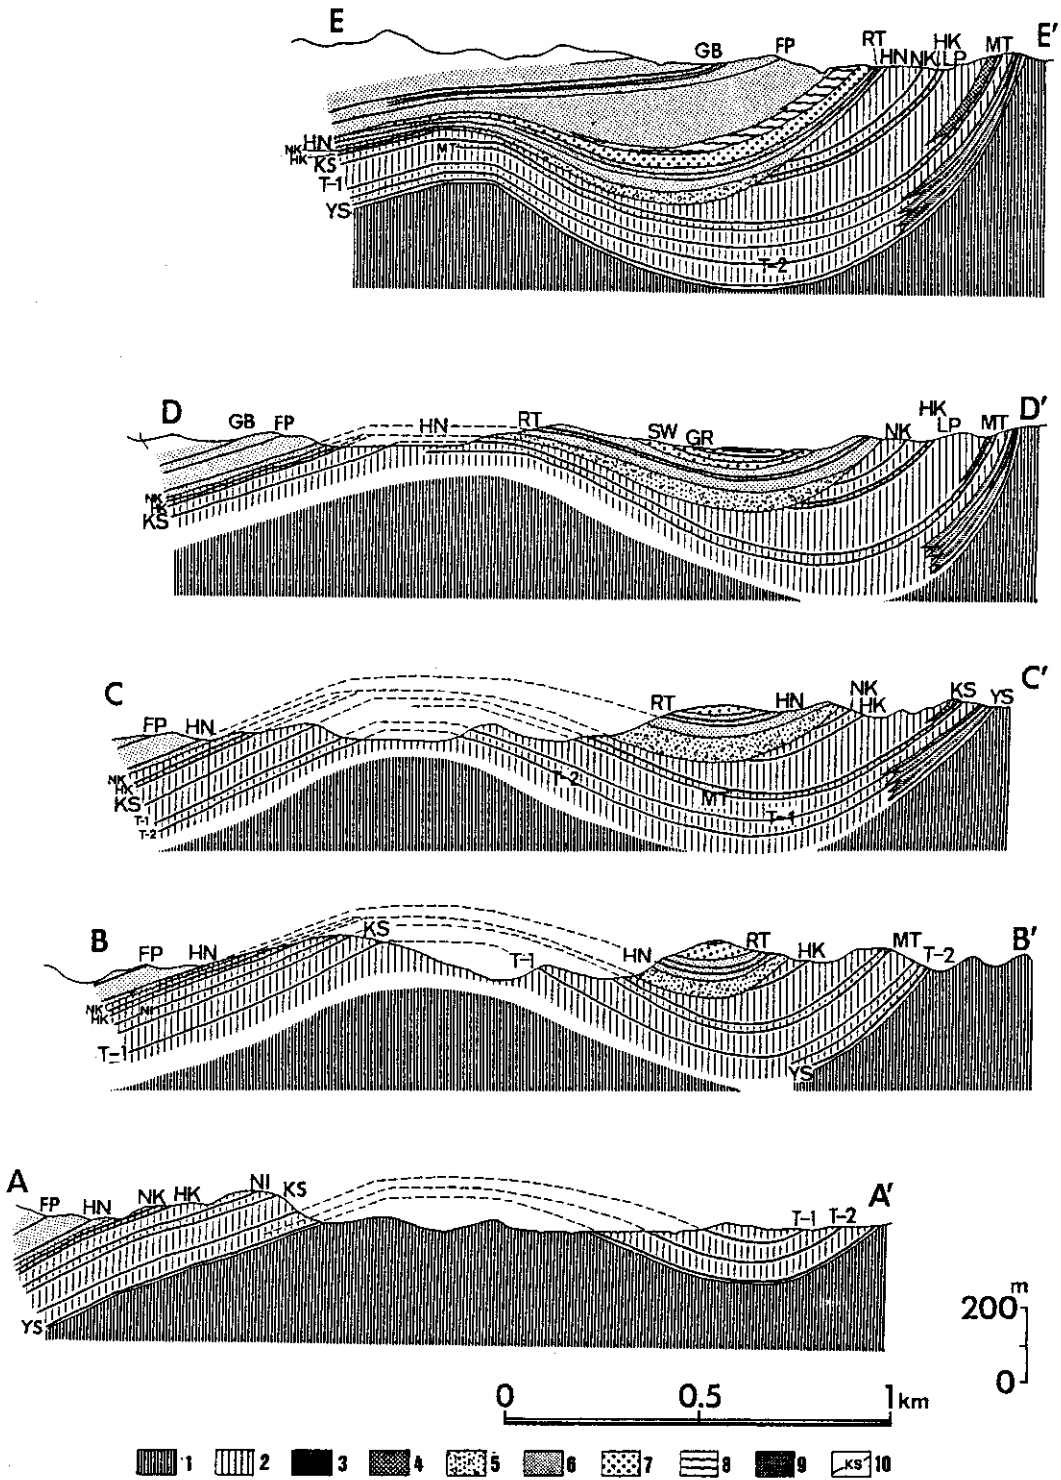 E
E'
GB FP RT HN NK HK LP MT
HN
NK
HK KS
MT
T-1
YS
T-2
D
D'
GB FP HN RT SW GR NK HK LP MT
NK
HK
KS
C
C'
FP HN RT HN NK HK KS YS
NK
HK
KS
T-1
T-2
T-2
MT
T-1
B
B'
FP HN KS T-1 HN RT HK MT T-2
NK
HK
NI
T-1
YS
A
A'
FP HN NK HK NI KS T-1 T-2
YS
m
200
0
0 0.5 1 km
1 2 3 4 5 6 7 8 9 KS 10